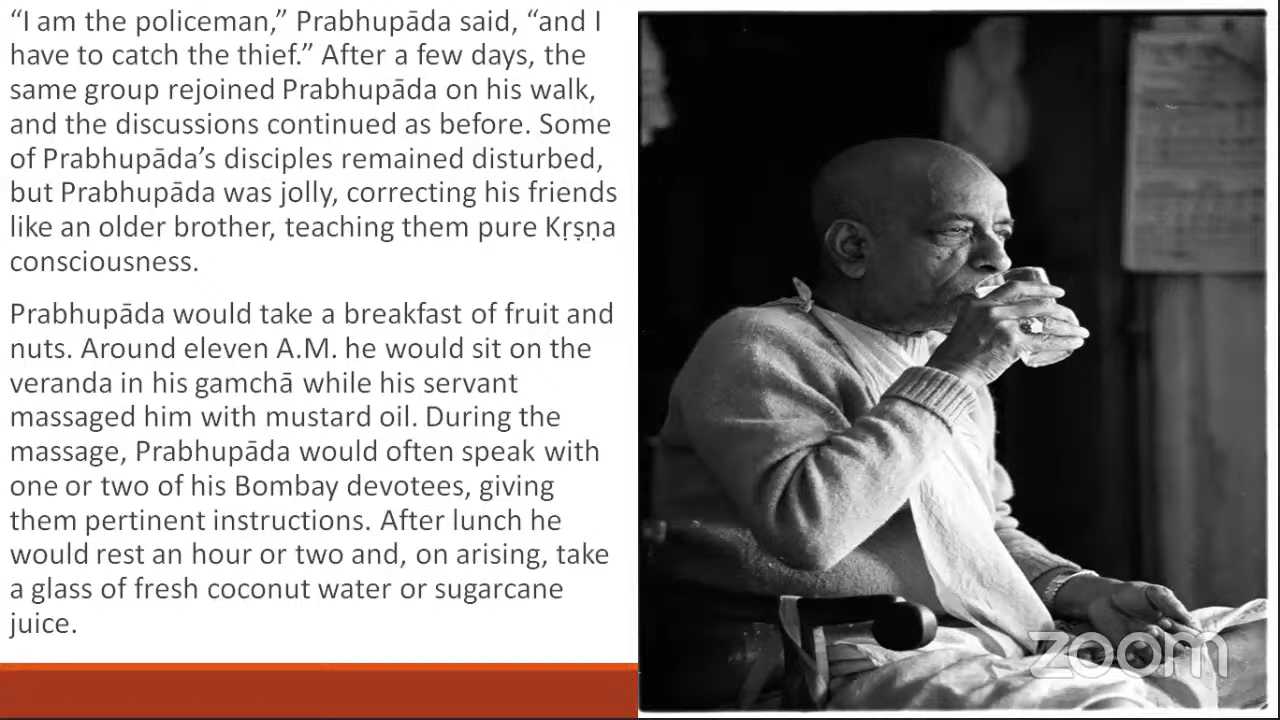 “I am the policeman,” Prabhupāda said, “and I
have to catch the thief.” After a few days, the
same group rejoined Prabhupāda on his walk,
and the discussions continued as before. Some
of Prabhupāda’s disciples remained disturbed,
but Prabhupāda was jolly, correcting his friends
like an older brother, teaching them pure Kṛṣṇa
consciousness.
Prabhupāda would take a breakfast of fruit and
nuts. Around eleven A.M. he would sit on the
veranda in his gamchā while his servant
massaged him with mustard oil. During the
massage, Prabhupāda would often speak with
one or two of his Bombay devotees, giving
them pertinent instructions. After lunch he
would rest an hour or two and, on arising, take
a glass of fresh coconut water or sugarcane
juice.
zoom